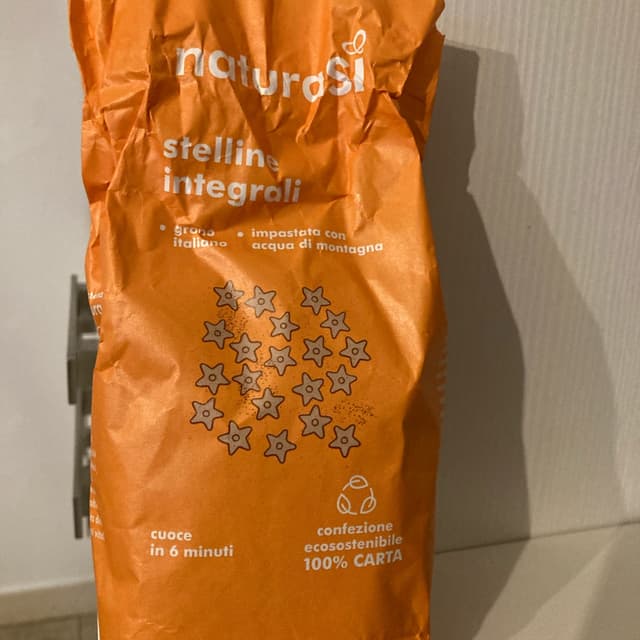 naturasì
stelline
integrali
• grano
italiano
• impastata con
acqua di montagna
cuoce
in 6 minuti
confezione
ecosostenibile
100% CARTA